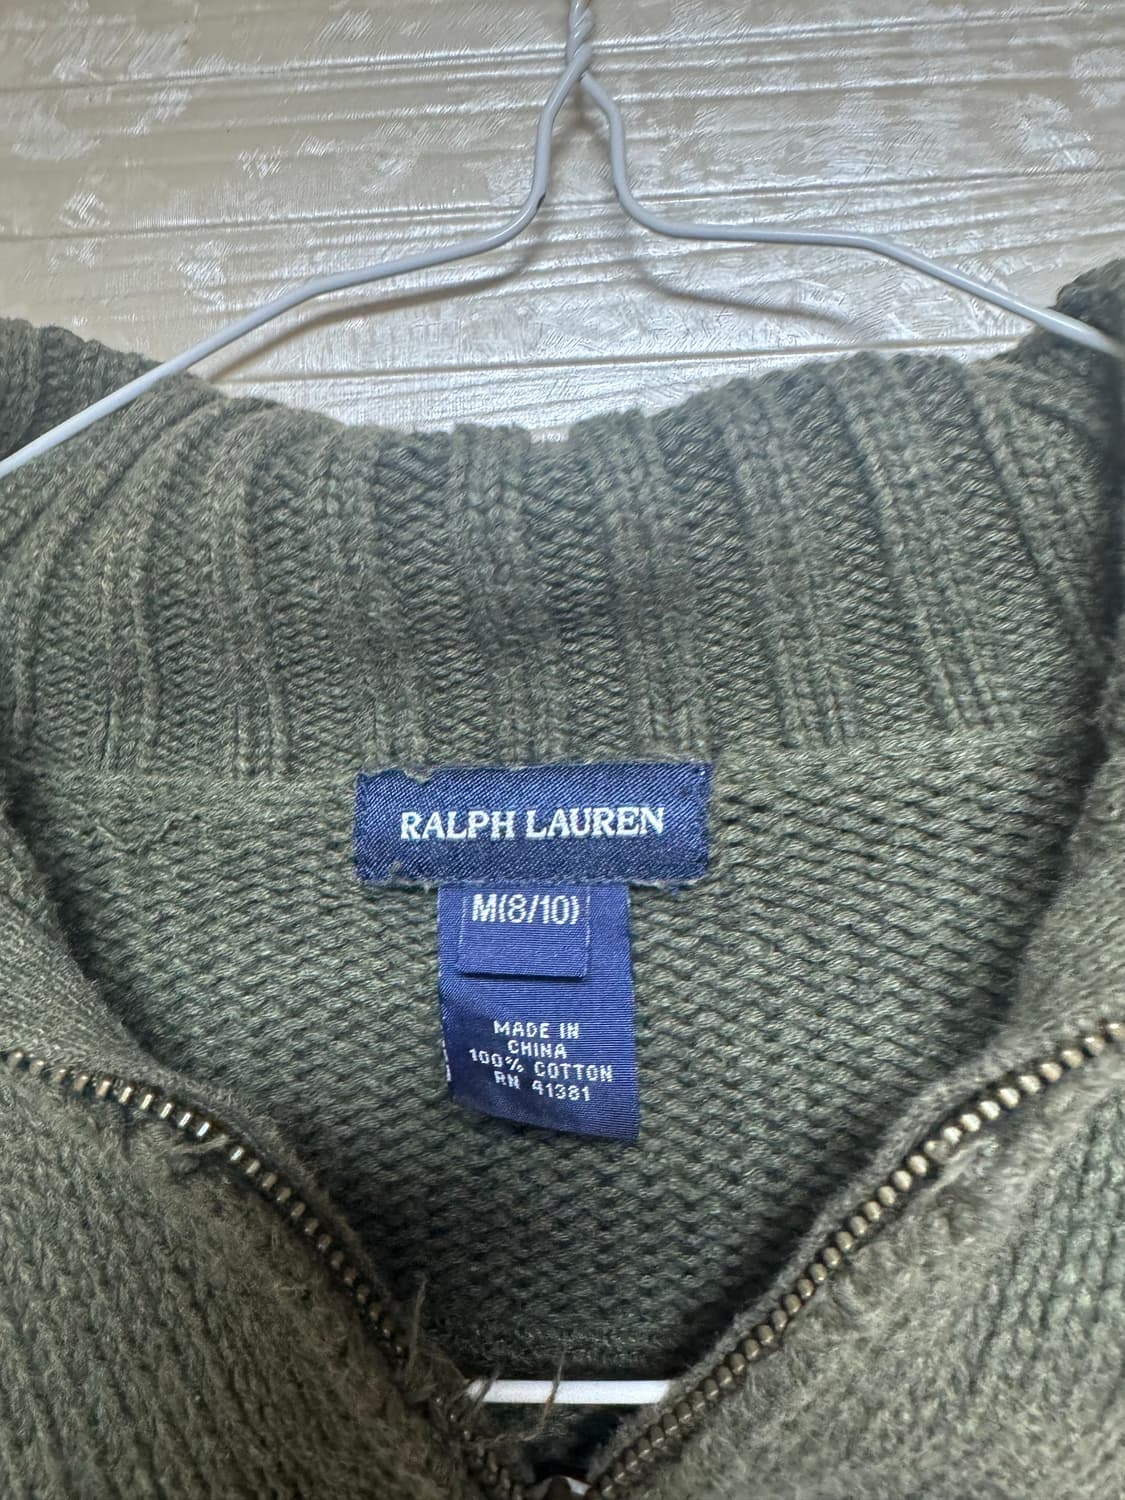 RALPH LAUREN
M(8/10)
MADE IN
CHINA
100% COTTON
RN 41381